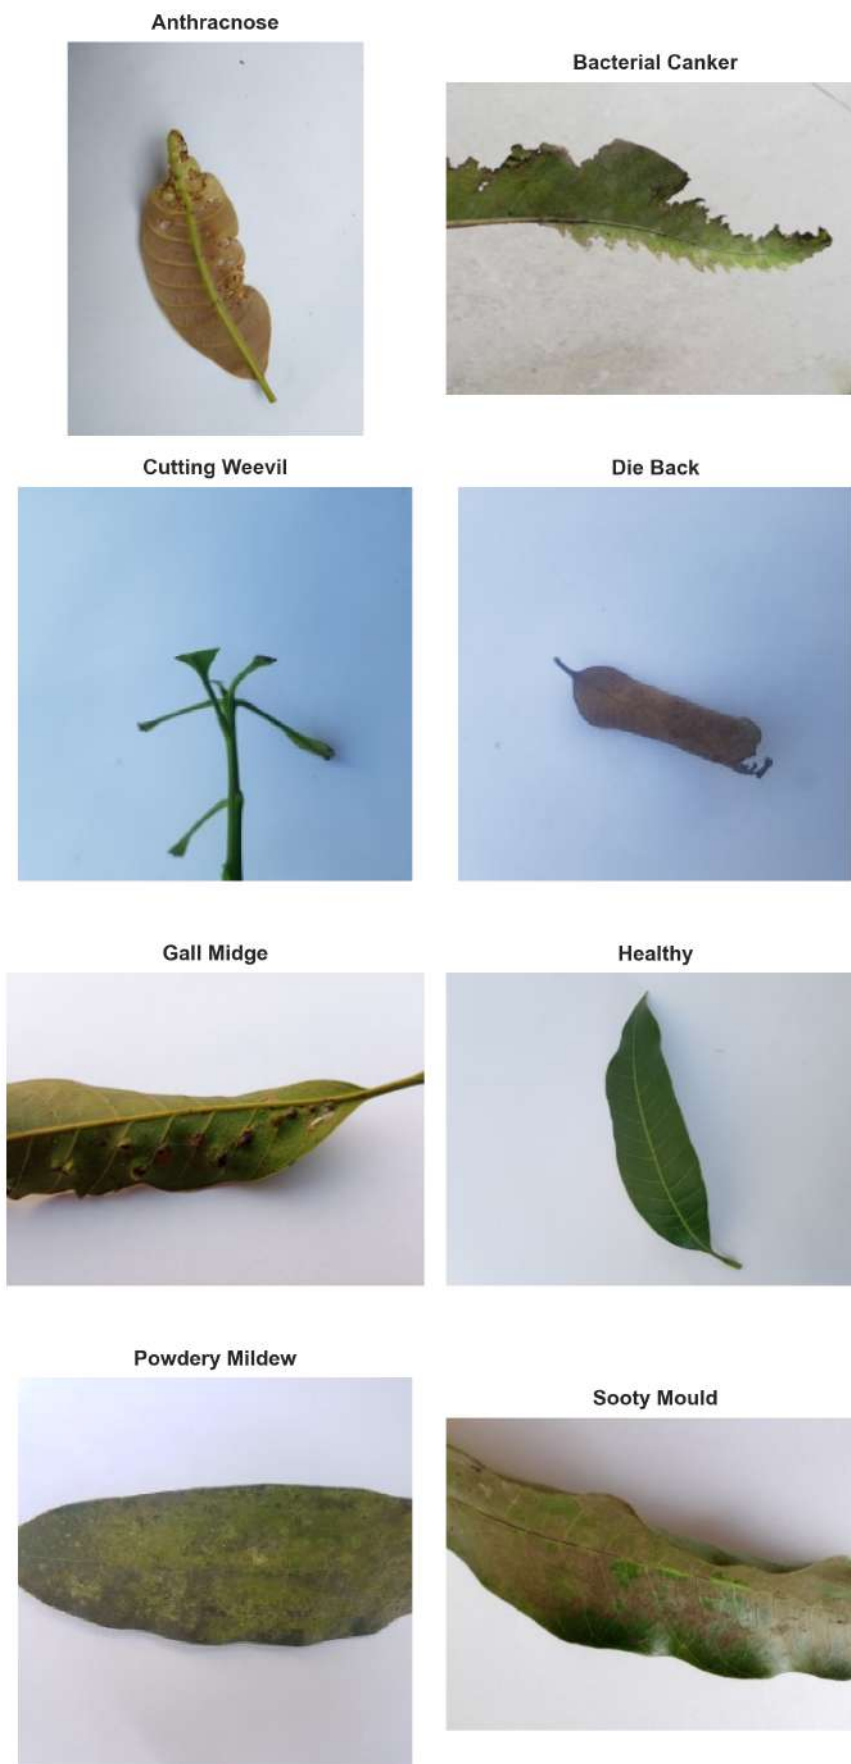 Anthracnose
Bacterial Canker
Cutting Weevil
Die Back
Gall Midge
Healthy
Powdery Mildew
Sooty Mould